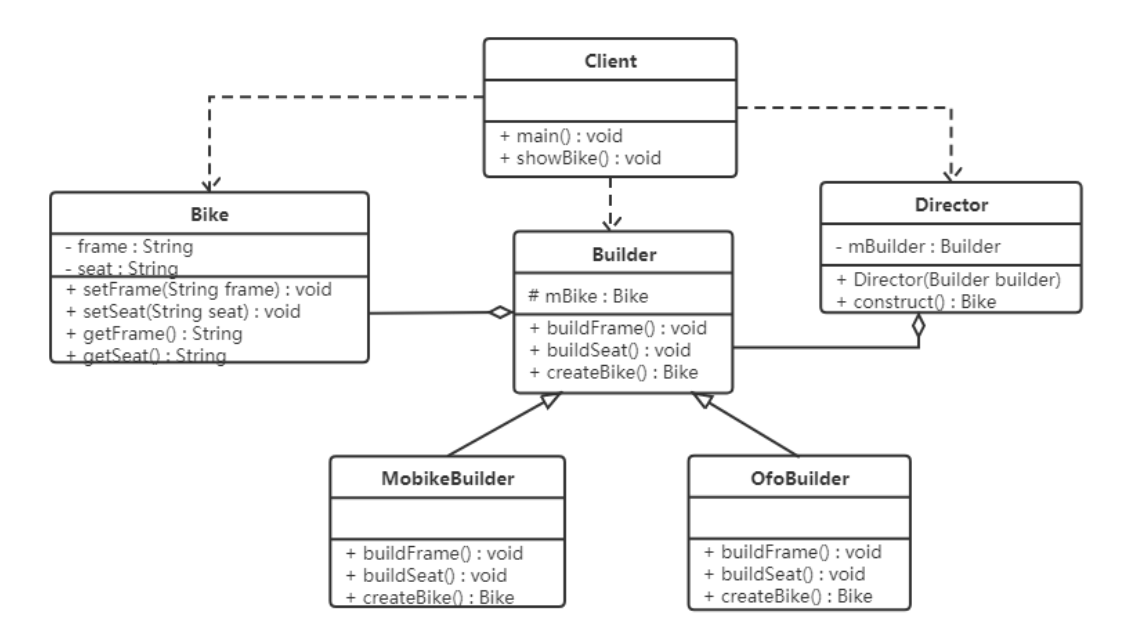 Client
+ main() : void
+ showBike() : void
Bike
- frame : String
- seat : String
+ setFrame(String frame) : void
+ setSeat(String seat) : void
+ getFrame() : String
+ getSeat() : String
Builder
# mBike : Bike
+ buildFrame() : void
+ buildSeat() : void
+ createBike() : Bike
Director
- mBuilder : Builder
+ Director(Builder builder)
+ construct() : Bike
MobikeBuilder
+ buildFrame() : void
+ buildSeat() : void
+ createBike() : Bike
OfoBuilder
+ buildFrame() : void
+ buildSeat() : void
+ createBike() : Bike